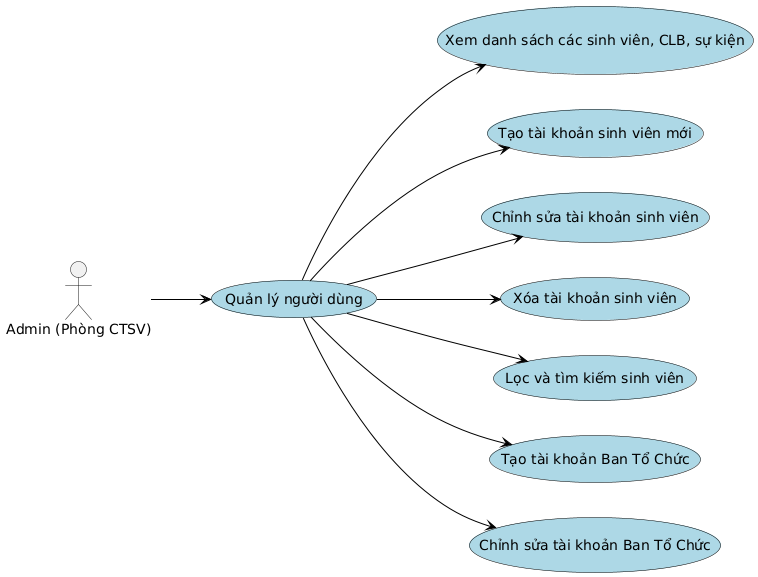 Xem danh sách các sinh viên, CLB, sự kiện
Tạo tài khoản sinh viên mới
Chỉnh sửa tài khoản sinh viên
Quản lý người dùng
Xóa tài khoản sinh viên
Admin (Phòng CTSV)
Lọc và tìm kiếm sinh viên
Tạo tài khoản Ban Tổ Chức
Chỉnh sửa tài khoản Ban Tổ Chức